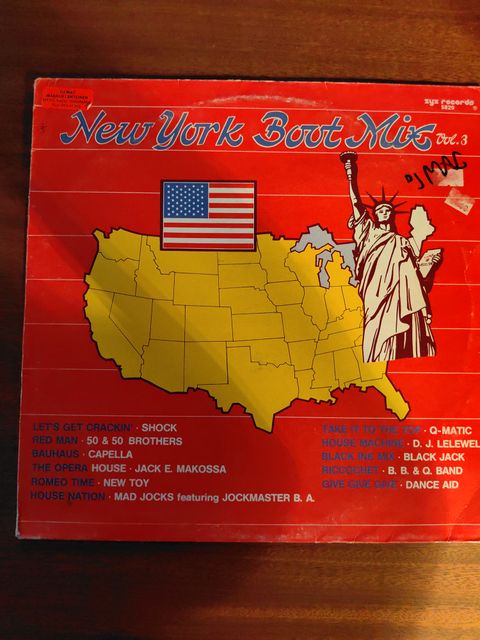 zyx records
5829
New York Boot Mix Vol. 3
LET'S GET CRACKIN' · SHOCK
RED MAN · 50 & 50 BROTHERS
BAUHAUS · CAPELLA
THE OPERA HOUSE · JACK E. MAKOSSA
ROMEO TIME · NEW TOY
HOUSE NATION · MAD JOCKS featuring JOCKMASTER B. A.
TAKE IT TO THE TOP · Q-MATIC
HOUSE MACHINE · D. J. LELEWEL
BLACK INK MIX · BLACK JACK
RICCOCHET · B. B. & Q. BAND
GIVE GIVE GIVE · DANCE AID